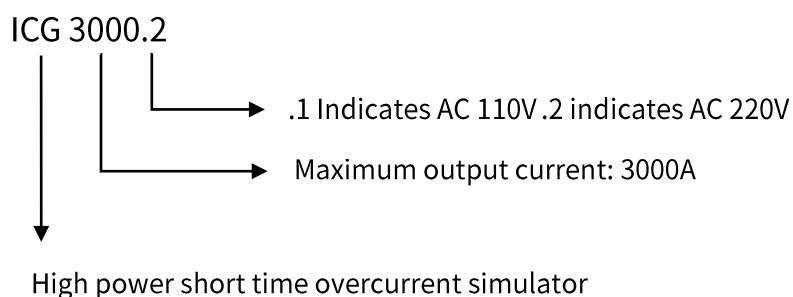 ICG 3000.2
.1 Indicates AC 110V .2 indicates AC 220V
Maximum output current: 3000A
High power short time overcurrent simulator